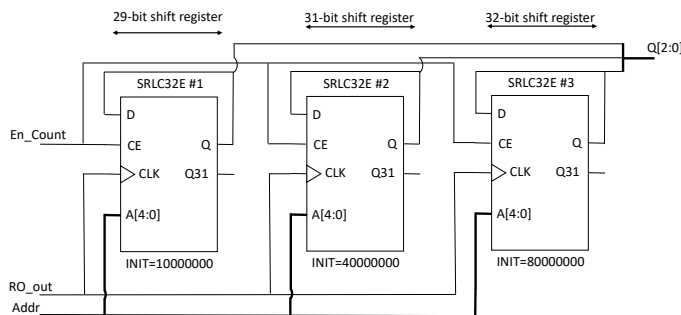 29-bit shift register
31-bit shift register
32-bit shift register
Q[2:0]
SRLC32E #1
SRLC32E #2
SRLC32E #3
D
D
D
En_Count
CE
Q
CE
Q
CE
Q
CLK
Q31
CLK
Q31
CLK
Q31
A[4:0]
A[4:0]
A[4:0]
INIT=10000000
INIT=40000000
INIT=80000000
RO_out
Addr